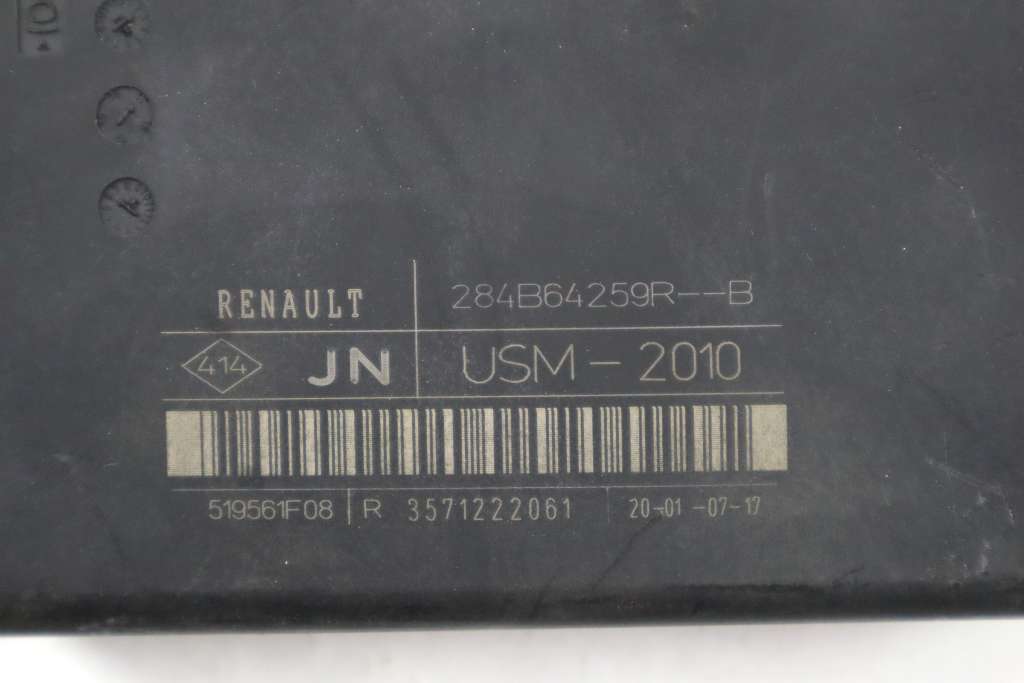 RENAULT 284B64259R--B
414 JN USM-2010
519561F08 R 3571222061 20-01-07-17